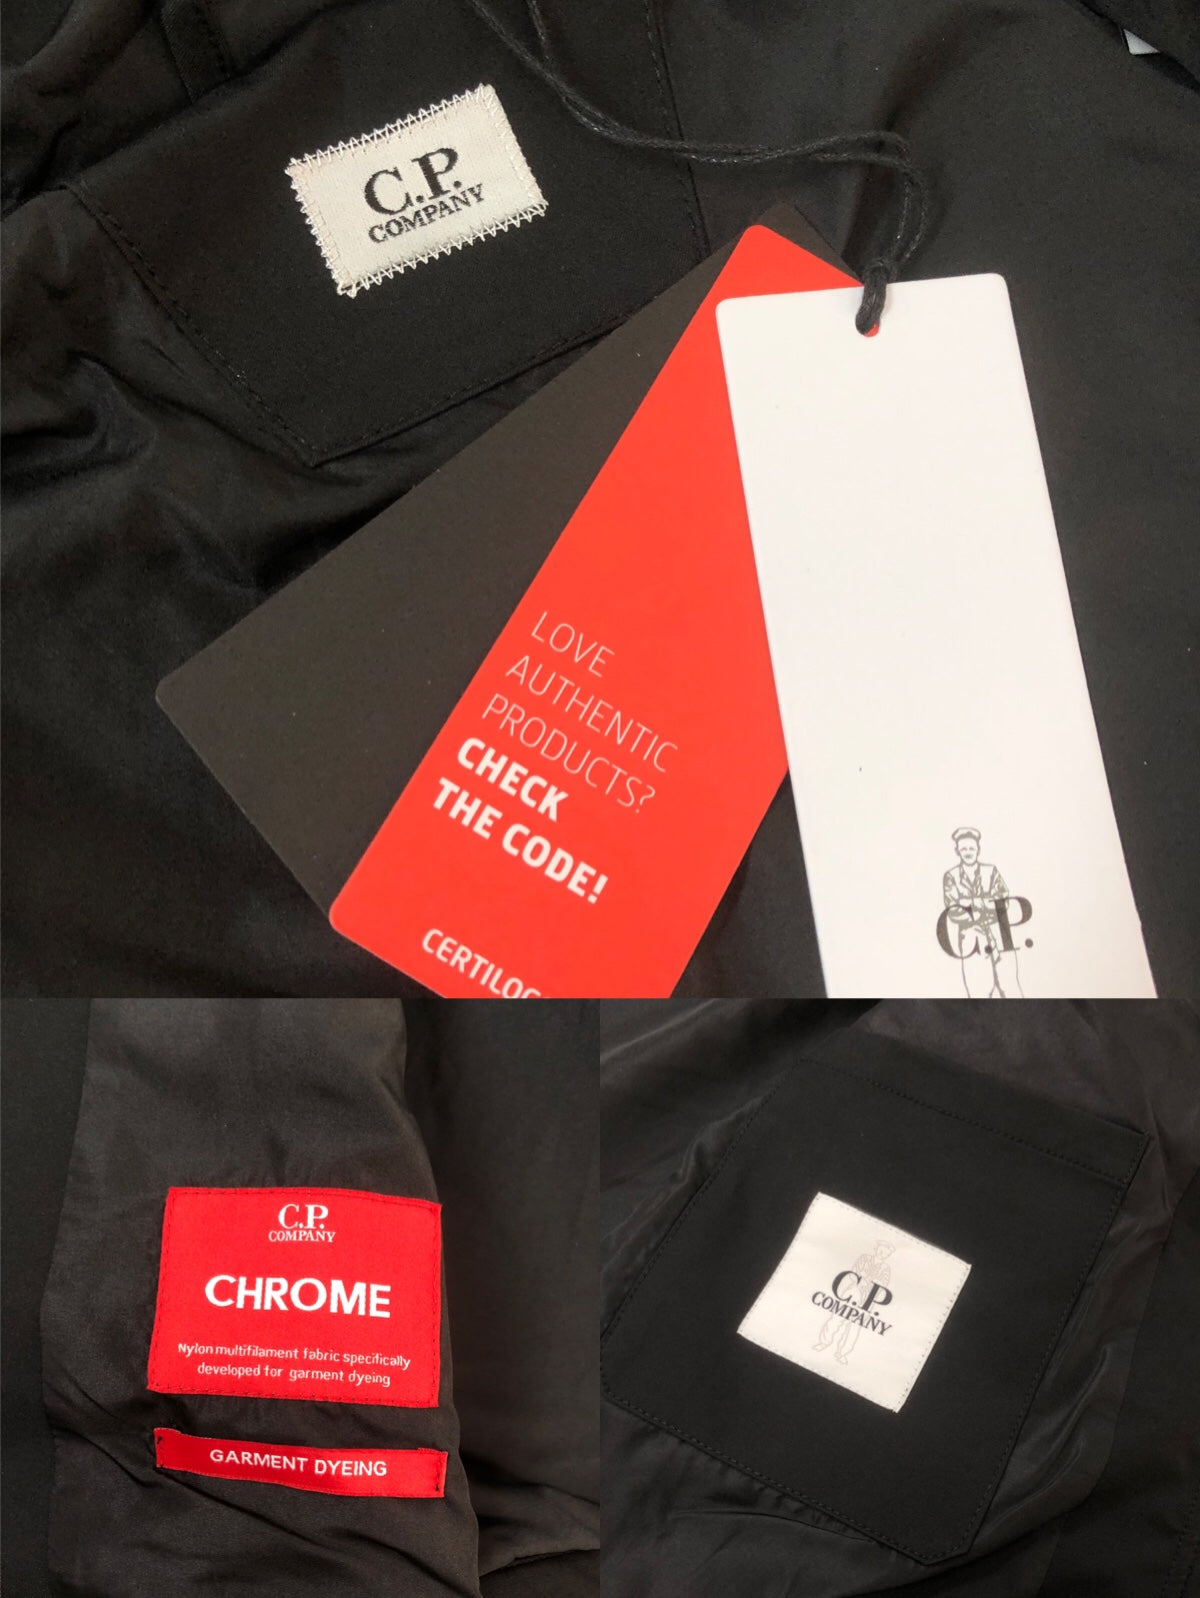 C.P.
COMPANY
LOVE
AUTHENTIC
PRODUCTS?
CHECK
THE CODE!
C.P.
C.P.
COMPANY
CHROME
Nylon multifilament fabric specifically
developed for garment dyeing
GARMENT DYEING
C.P.
COMPANY